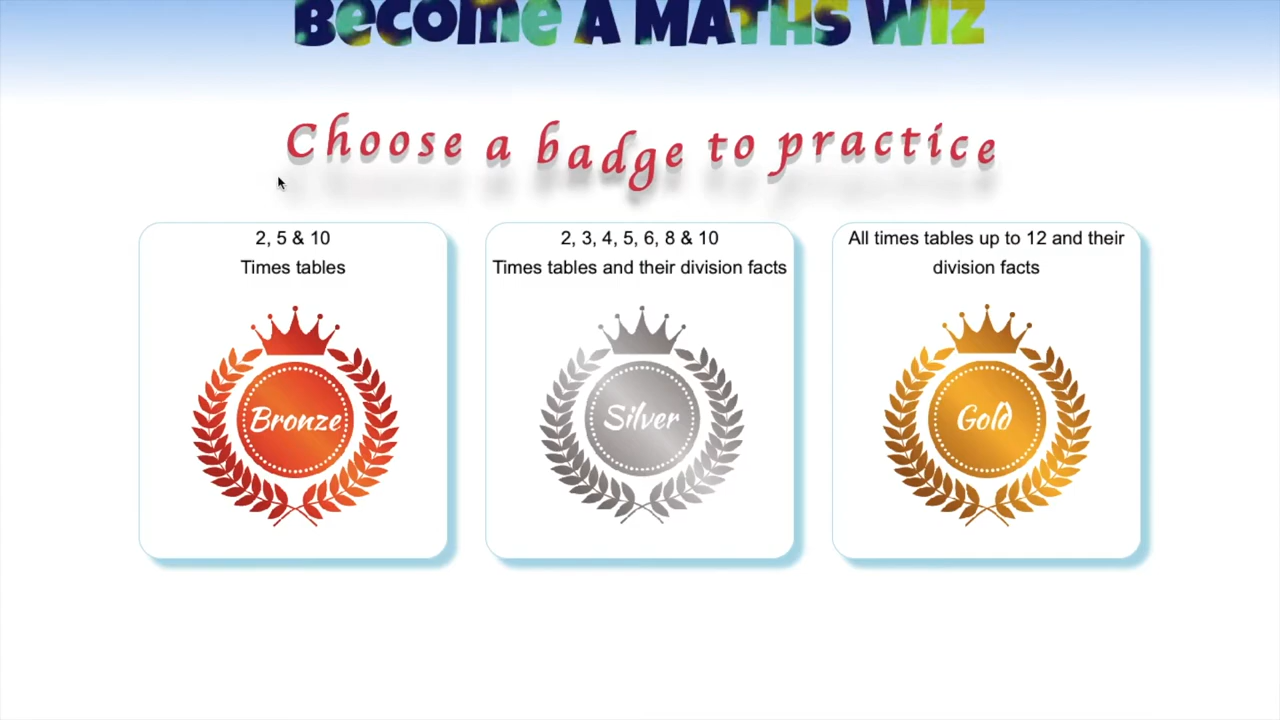 BECOME A MATHS WIZ
Choose a badge to practice
2, 5 & 10
Times tables
Bronze
2, 3, 4, 5, 6, 8 & 10
Times tables and their division facts
Silver
All times tables up to 12 and their
division facts
Gold